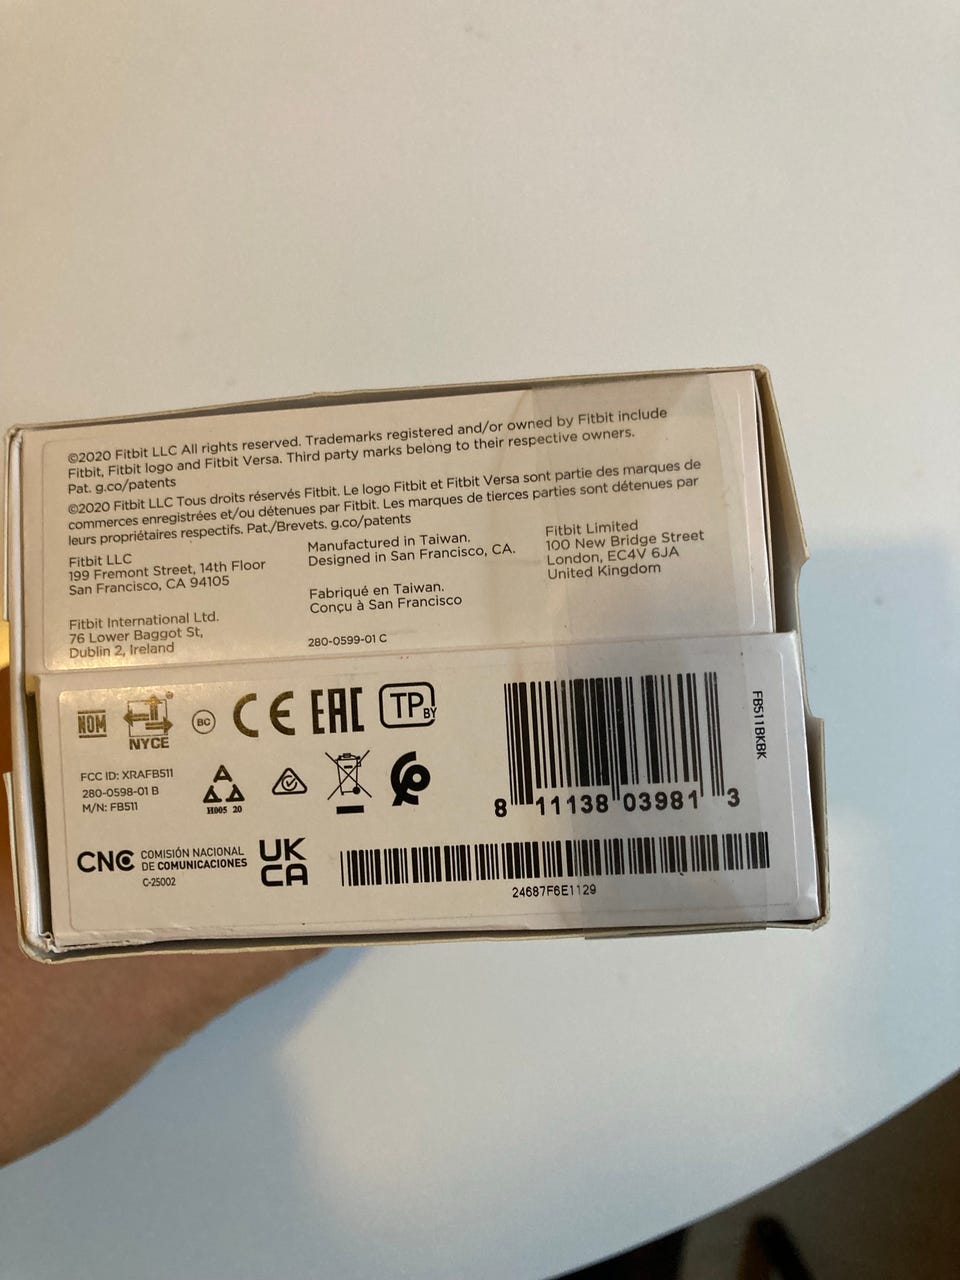 ©2020 Fitbit LLC All rights reserved. Trademarks registered and/or owned by Fitbit include
Fitbit, Fitbit logo and Fitbit Versa. Third party marks belong to their respective owners.
Pat. g.co/patents
©2020 Fitbit LLC Tous droits réservés Fitbit. Le logo Fitbit et Fitbit Versa sont partie des marques de
commerces enregistrées et/ou détenues par Fitbit. Les marques de tierces parties sont détenues par
leurs propriétaires respectifs. Pat./Brevets. g.co/patents
Fitbit LLC
199 Fremont Street, 14th Floor
San Francisco, CA 94105
Fitbit International Ltd.
76 Lower Baggot St,
Dublin 2, Ireland
Manufactured in Taiwan.
Designed in San Francisco, CA.
Fabriqué en Taiwan.
Conçu à San Francisco
280-0599-01 C
Fitbit Limited
100 New Bridge Street
London, EC4V 6JA
United Kingdom
NOM
NYCE
BC
CE
EAC
TP BY
FCC ID: XRAFB511
280-0598-01 B
M/N: FB511
A
H005 20
CNC COMISIÓN NACIONAL
DE COMUNICACIONES
C-25002
UK
CA
8 11138 03981 3
FB511BKBK
24687F6E1129